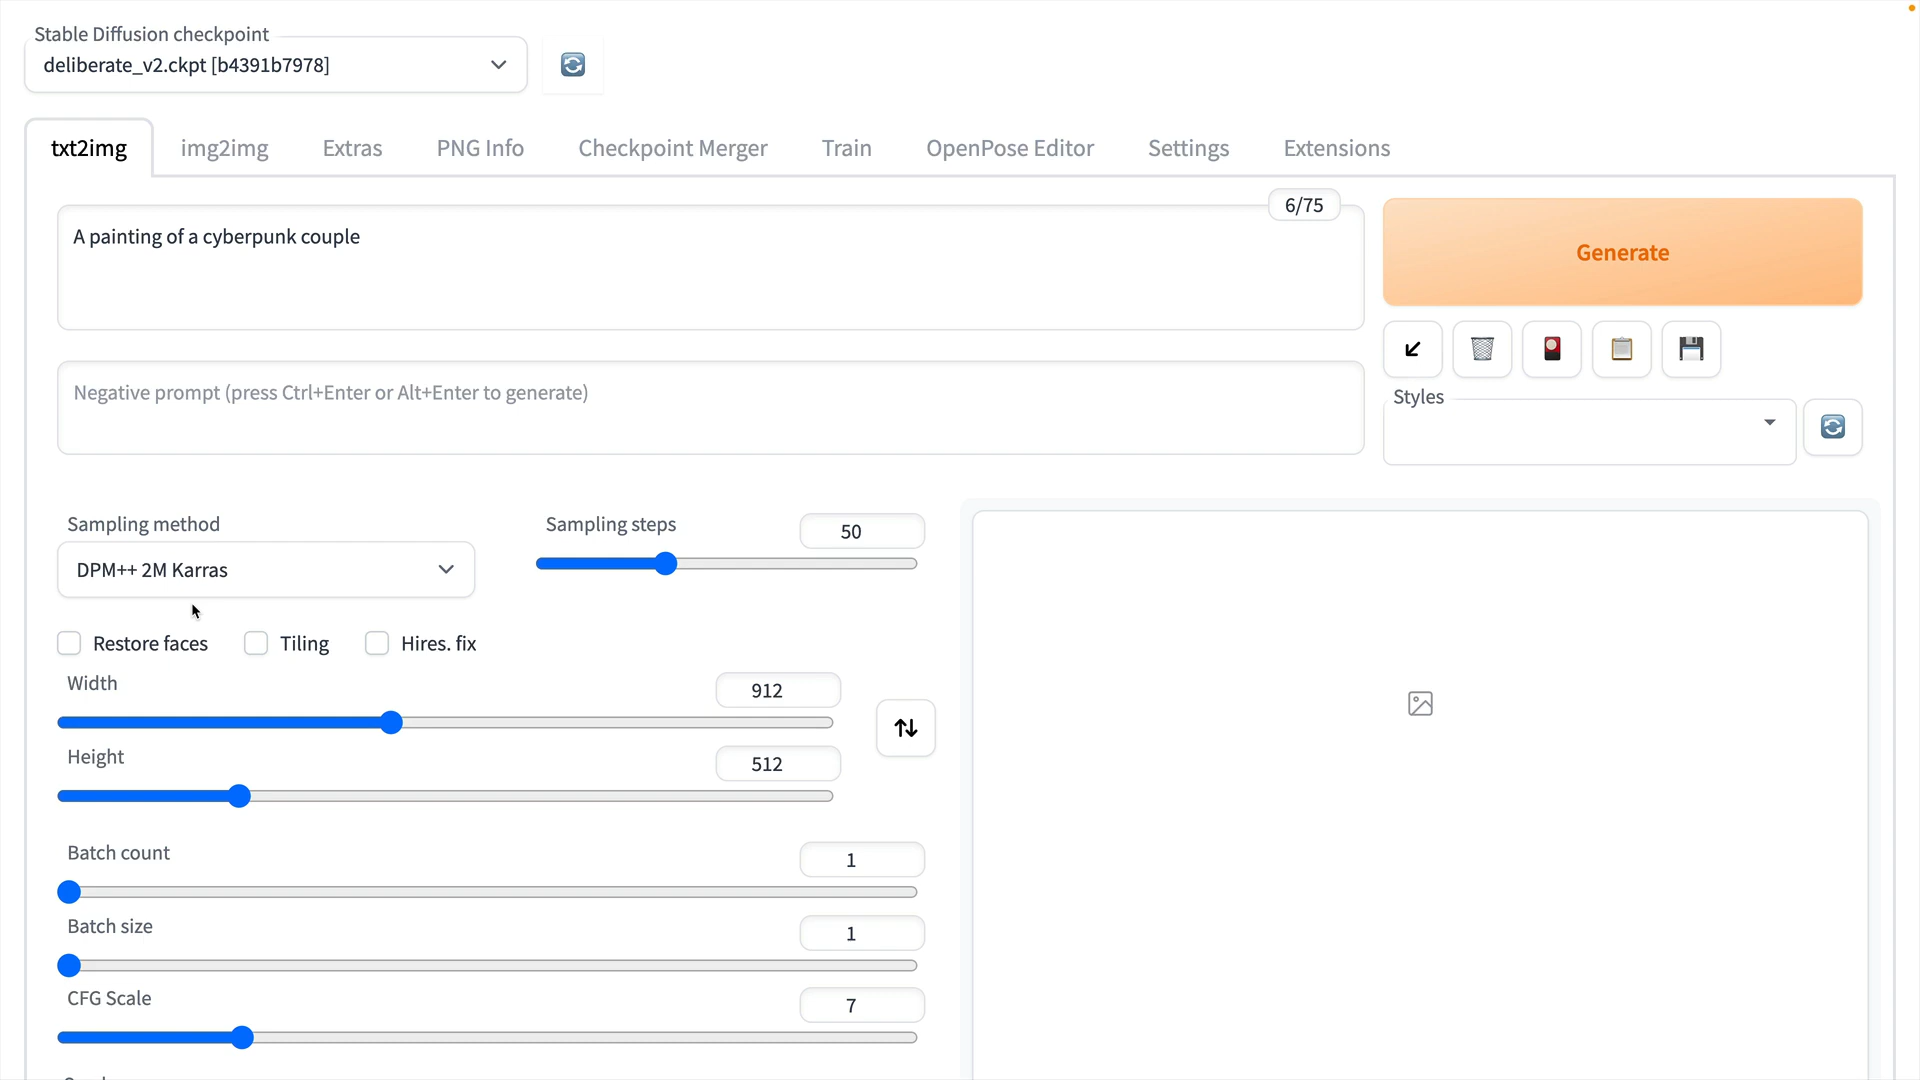 Stable Diffusion checkpoint
deliberate_v2.ckpt [b4391b7978]
txt2img img2img Extras PNG Info Checkpoint Merger Train OpenPose Editor Settings Extensions
6/75
A painting of a cyberpunk couple
Generate
Negative prompt (press Ctrl+Enter or Alt+Enter to generate)
Styles
Sampling method
DPM++ 2M Karras
Sampling steps
50
Restore faces Tiling Hires. fix
Width
912
Height
512
Batch count
1
Batch size
1
CFG Scale
7